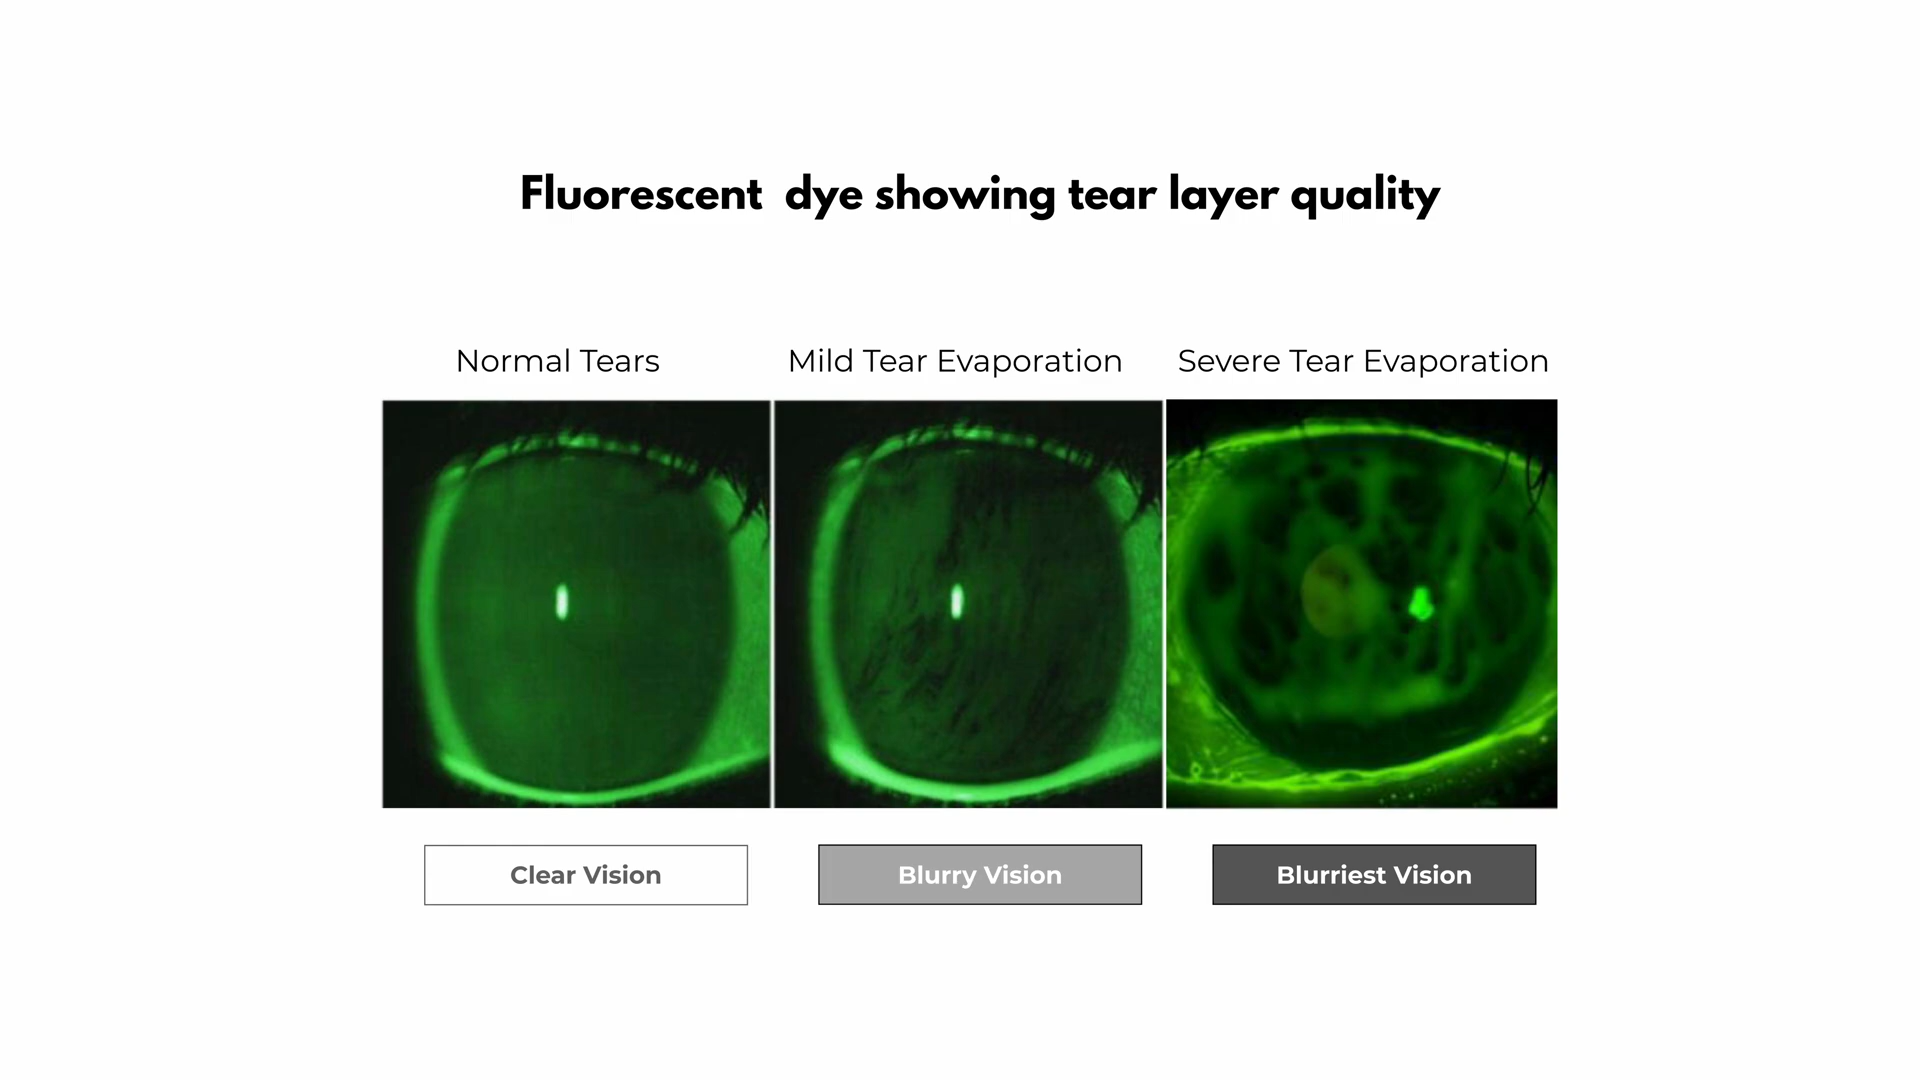 Fluorescent  dye showing tear layer quality
Normal Tears
Mild Tear Evaporation
Severe Tear Evaporation
Clear Vision
Blurry Vision
Blurriest Vision